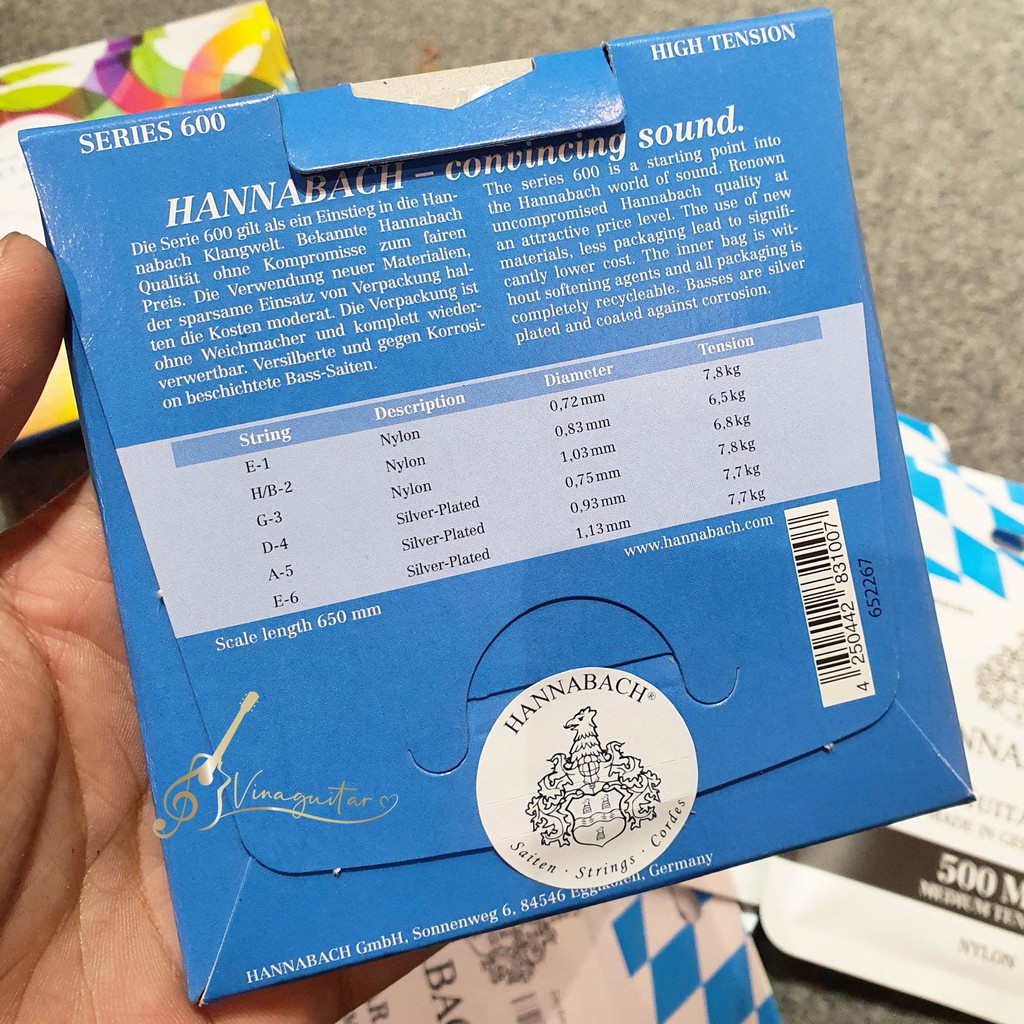 SERIES 600
HIGH TENSION
HANNABACH – convincing sound.
Die Serie 600 gilt als ein Einstieg in die Han-
nabach Klangwelt. Bekannte Hannabach
Qualität ohne Kompromisse zum fairen
Preis. Die Verwendung neuer Materialien,
der sparsame Einsatz von Verpackung hal-
ten die Kosten moderat. Die Verpackung ist
ohne Weichmacher und komplett wieder-
verwertbar. Versilberte und gegen Korrosi-
on beschichtete Bass-Saiten.
The series 600 is a starting point into
the Hannabach world of sound. Renown
uncompromised Hannabach quality at
an attractive price level. The use of new
materials, less packaging lead to signifi-
cantly lower cost. The inner bag is wit-
hout softening agents and all packaging is
completely recycleable. Basses are silver
plated and coated against corrosion.
String Description Diameter Tension
E-1 Nylon 0,72 mm 7,8 kg
H/B-2 Nylon 0,83 mm 6,5 kg
G-3 Nylon 1,03 mm 6,8 kg
D-4 Silver-Plated 0,75 mm 7,8 kg
A-5 Silver-Plated 0,93 mm 7,7 kg
E-6 Silver-Plated 1,13 mm 7,7 kg
Scale length 650 mm
www.hannabach.com
4 250442 831007
652267
Vinaguitar
HANNABACH®
Saiten · Strings · Cordes
HANNABACH GmbH, Sonnenweg 6, 84546 Egglkofen, Germany
500 M
MEDIUM TEN
NYLON